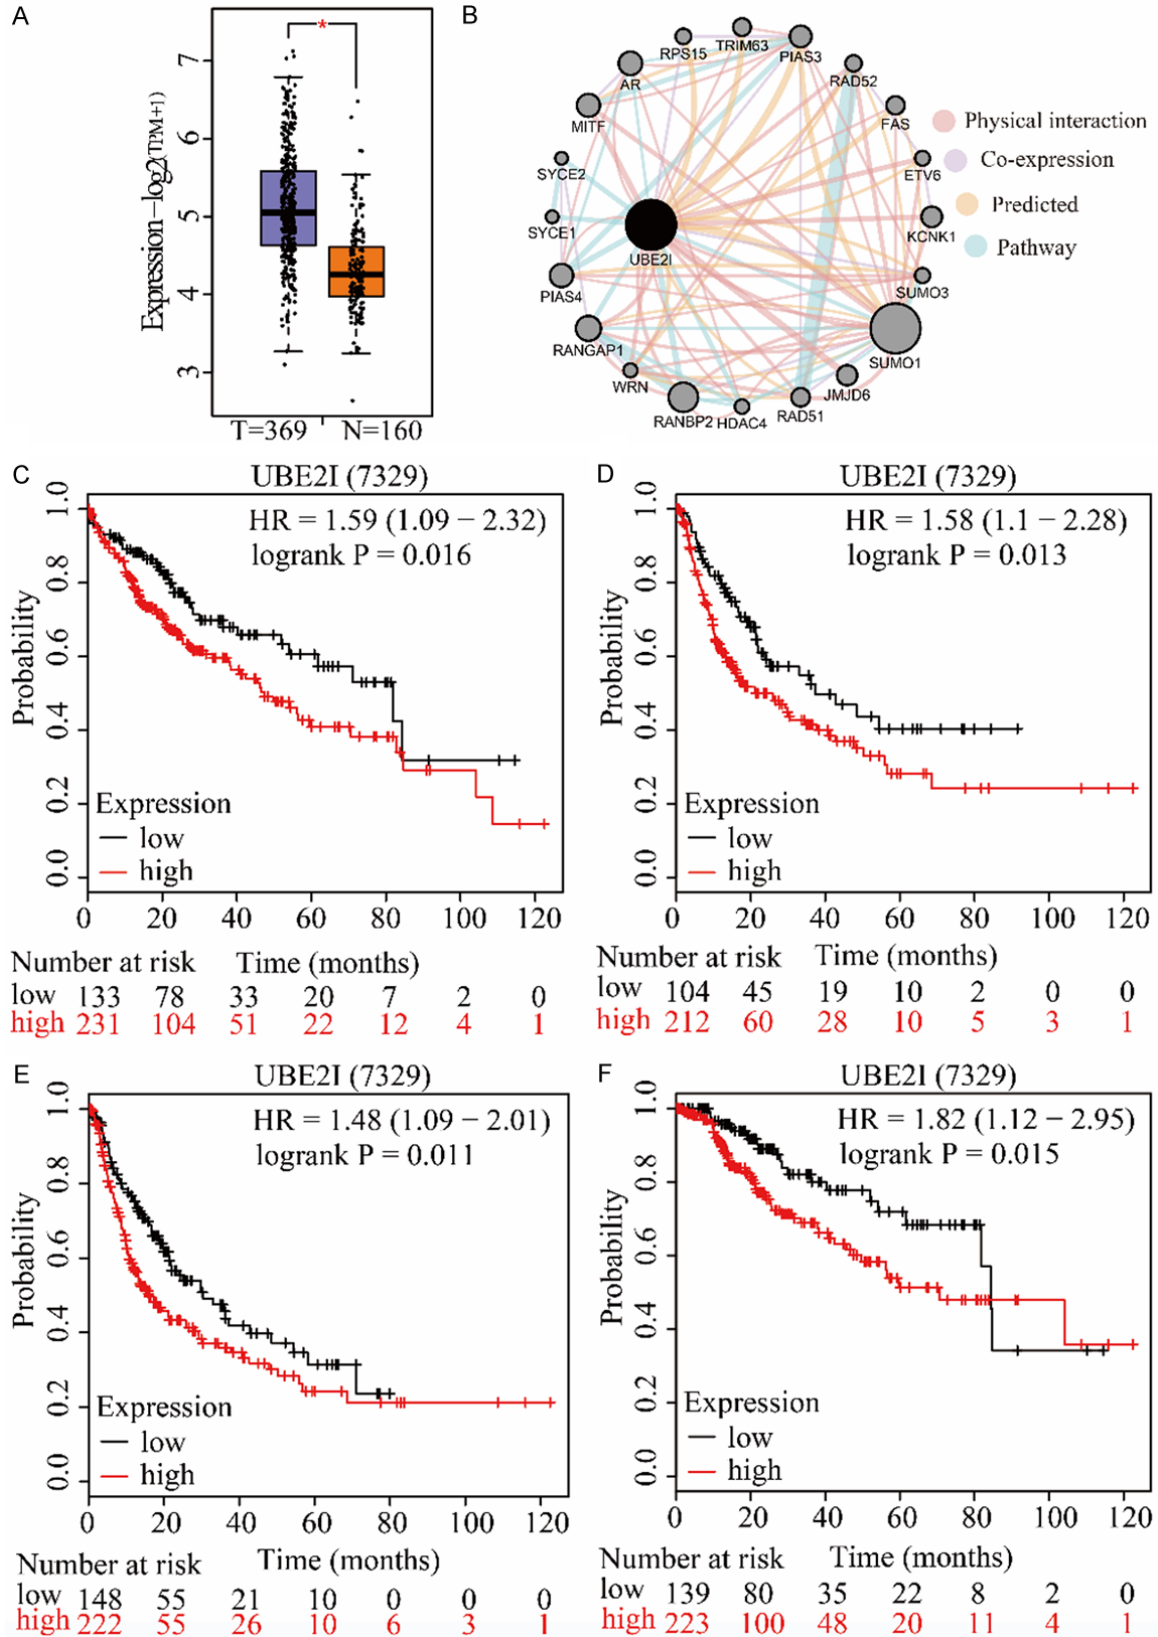 A
Expression−log2(TPM+1)
7
6
5
4
3
*
T=369
N=160
B
RPS15
TRIM63
PIAS3
AR
RAD52
MITF
FAS
SYCE2
ETV6
SYCE1
KCNK1
UBE2I
PIAS4
SUMO3
RANGAP1
SUMO1
WRN
JMJD6
RANBP2
HDAC4
RAD51
Physical interaction
Co-expression
Predicted
Pathway
C
UBE2I (7329)
HR = 1.59 (1.09 − 2.32)
logrank P = 0.016
Probability
1.0
0.8
0.6
0.4
0.2
0.0
Expression
low
high
0 20 40 60 80 100 120
Number at risk Time (months)
low 133 78 33 20 7 2 0
high 231 104 51 22 12 4 1
D
UBE2I (7329)
HR = 1.58 (1.1 − 2.28)
logrank P = 0.013
Probability
1.0
0.8
0.6
0.4
0.2
0.0
Expression
low
high
0 20 40 60 80 100 120
Number at risk Time (months)
low 104 45 19 10 2 0 0
high 212 60 28 10 5 3 1
E
UBE2I (7329)
HR = 1.48 (1.09 − 2.01)
logrank P = 0.011
Probability
1.0
0.8
0.6
0.4
0.2
0.0
Expression
low
high
0 20 40 60 80 100 120
Number at risk Time (months)
low 148 55 21 10 0 0 0
high 222 55 26 10 6 3 1
F
UBE2I (7329)
HR = 1.82 (1.12 − 2.95)
logrank P = 0.015
Probability
1.0
0.8
0.6
0.4
0.2
0.0
Expression
low
high
0 20 40 60 80 100 120
Number at risk Time (months)
low 139 80 35 22 8 2 0
high 223 100 48 20 11 4 1